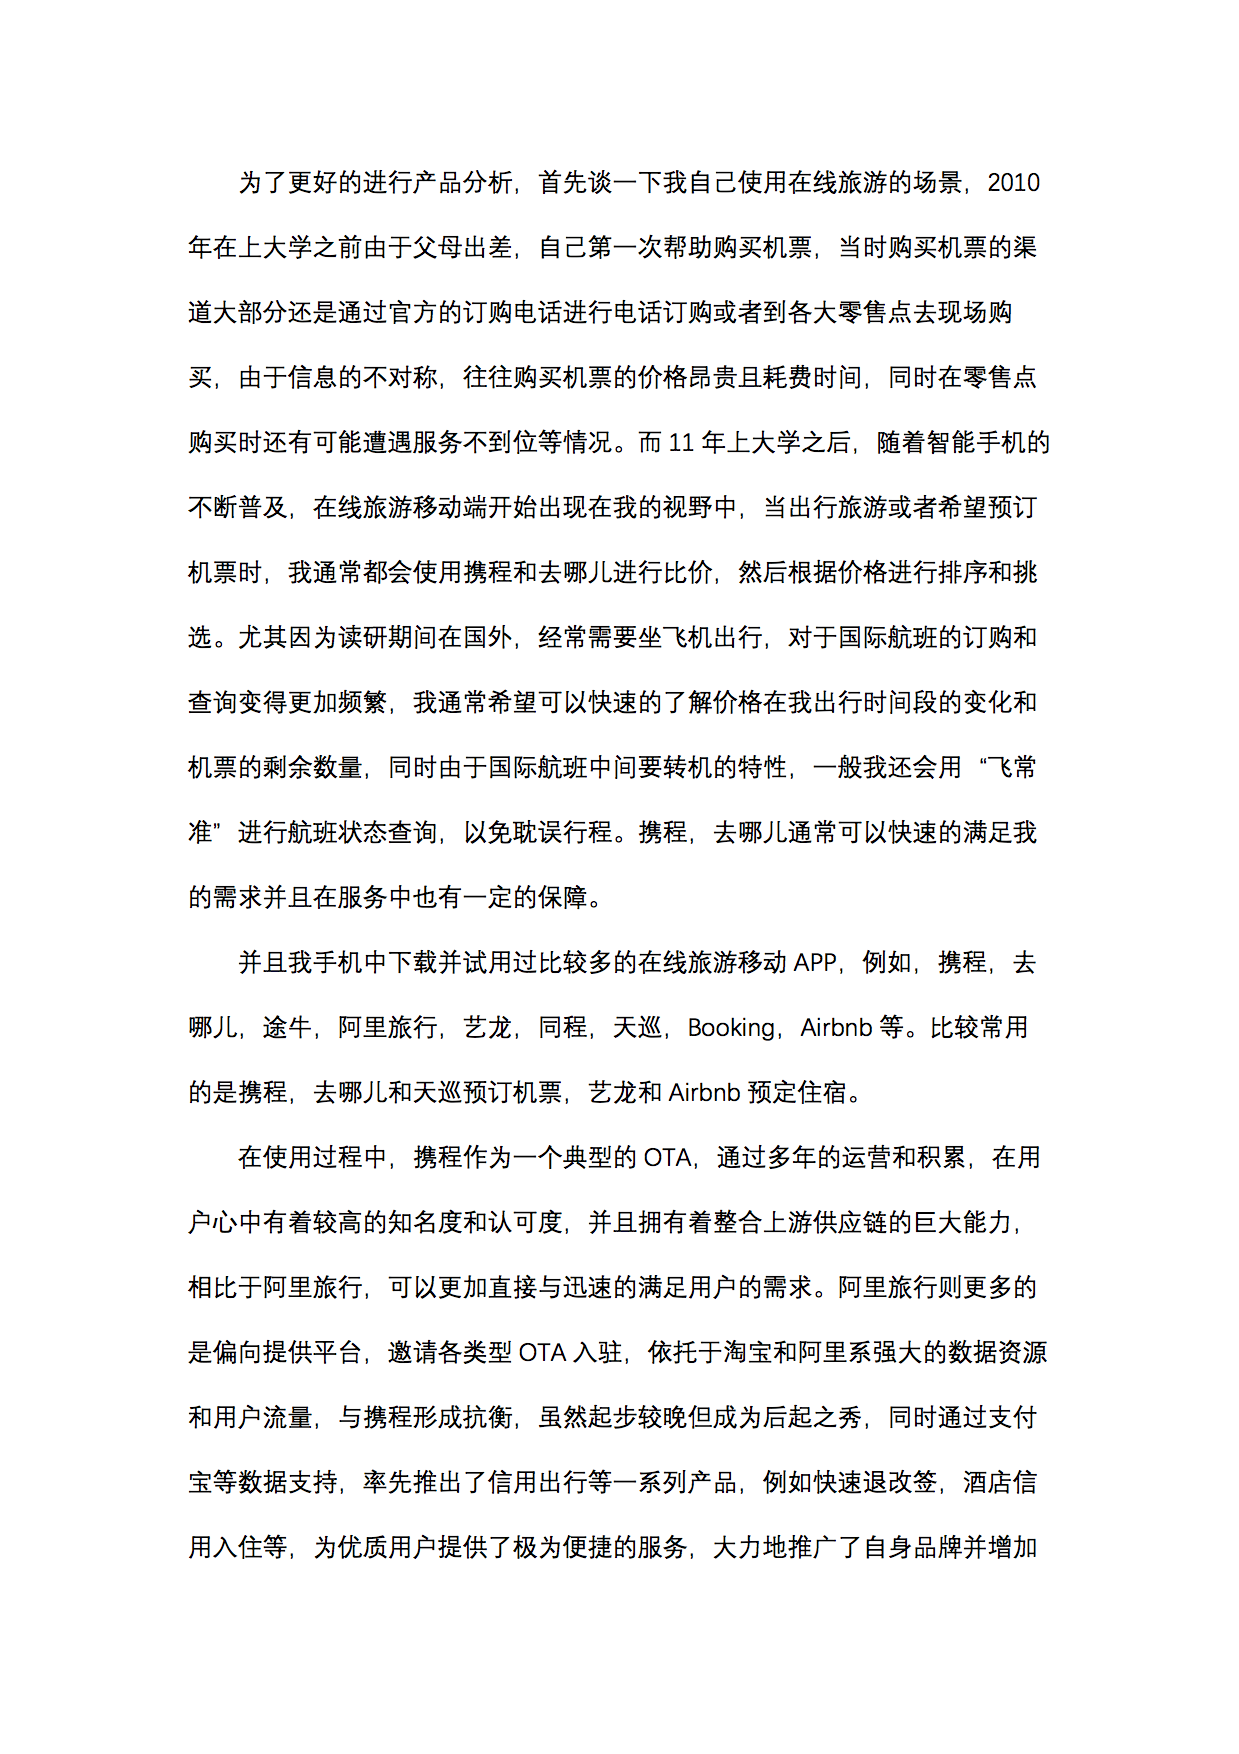 为了更好的进行产品分析，首先谈一下我自己使用在线旅游的场景，2010
年在上大学之前由于父母出差，自己第一次帮助购买机票，当时购买机票的渠
道大部分还是通过官方的订购电话进行电话订购或者到各大零售点去现场购
买，由于信息的不对称，往往购买机票的价格昂贵且耗费时间，同时在零售点
购买时还有可能遭遇服务不到位等情况。而 11 年上大学之后，随着智能手机的
不断普及，在线旅游移动端开始出现在我的视野中，当出行旅游或者希望预订
机票时，我通常都会使用携程和去哪儿进行比价，然后根据价格进行排序和挑
选。尤其因为读研期间在国外，经常需要坐飞机出行，对于国际航班的订购和
查询变得更加频繁，我通常希望可以快速的了解价格在我出行时间段的变化和
机票的剩余数量，同时由于国际航班中间要转机的特性，一般我还会用 “飞常
准” 进行航班状态查询，以免耽误行程。携程，去哪儿通常可以快速的满足我
的需求并且在服务中也有一定的保障。
并且我手机中下载并试用过比较多的在线旅游移动 APP，例如，携程，去
哪儿，途牛，阿里旅行，艺龙，同程，天巡，Booking，Airbnb 等。比较常用
的是携程，去哪儿和天巡预订机票，艺龙和 Airbnb 预定住宿。
在使用过程中，携程作为一个典型的 OTA，通过多年的运营和积累，在用
户心中有着较高的知名度和认可度，并且拥有着整合上游供应链的巨大能力，
相比于阿里旅行，可以更加直接与迅速的满足用户的需求。阿里旅行则更多的
是偏向提供平台，邀请各类型 OTA 入驻，依托于淘宝和阿里系强大的数据资源
和用户流量，与携程形成抗衡，虽然起步较晚但成为后起之秀，同时通过支付
宝等数据支持，率先推出了信用出行等一系列产品，例如快速退改签，酒店信
用入住等，为优质用户提供了极为便捷的服务，大力地推广了自身品牌并增加